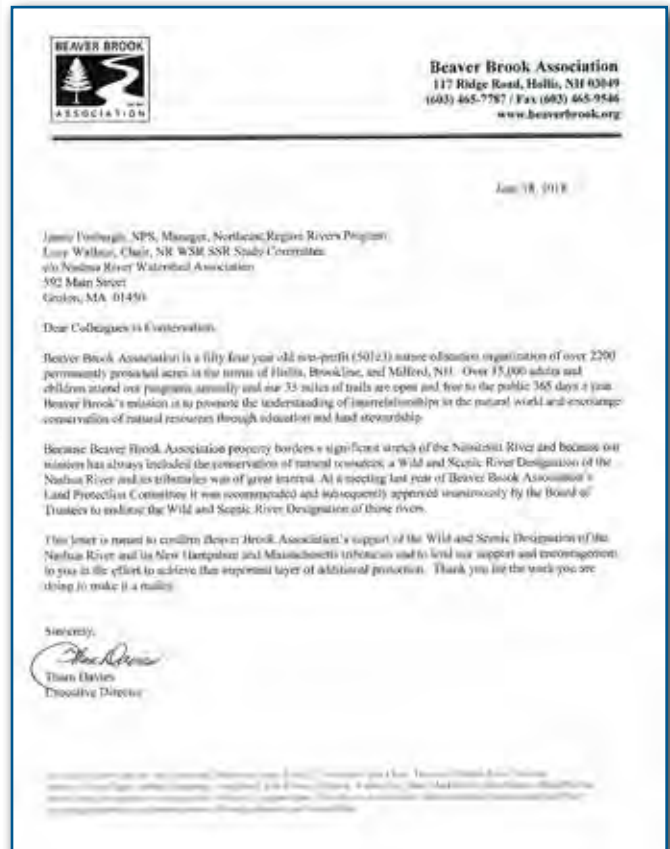 BEAVER BROOK
ASSOCIATION
Beaver Brook Association
117 Ridge Road, Hollis, NH 03049
(603) 465-7787 / Fax (603) 465-9546
www.beaverbrook.org
18, 2018
NPS, Manager, Northeast Region Rivers Program
Lucy Wallace, Chair, NR WSR SSR Study Committee
c/o Nashua River Watershed Association
592 Main Street
Groton, MA 01450
Dear Colleagues in Conservation,
Beaver Brook Association is a fifty four year old non-profit (501c3) nature education organization of over 2200
permanently protected acres in the towns of Hollis, Brookline, and Milford, NH. Over 15,000 adults and
children attend our programs annually and our 35 miles of trails are open and free to the public 365 days a year.
Beaver Brook's mission is to promote the understanding of interrelationships in the natural world and encourage
conservation of natural resources through education and land stewardship.
Because Beaver Brook Association property borders a significant stretch of the Nissitissit River and because our
mission has always included the conservation of natural resources, a Wild and Scenic River Designation of the
Nashua River and its tributaries was of great interest. At a meeting last year of Beaver Brook Association's
Land Protection Committee it was recommended and subsequently approved unanimously by the Board of
Trustees to endorse the Wild and Scenic River Designation of those rivers.
This letter is meant to confirm Beaver Brook Association's support of the Wild and Scenic Designation of the
Nashua River and its New Hampshire and Massachusetts tributaries and to lend our support and encouragement
to you in the effort to achieve that important layer of additional protection. Thank you for the work you are
doing to make it a reality.
Sincerely,
Davies
Executive Director